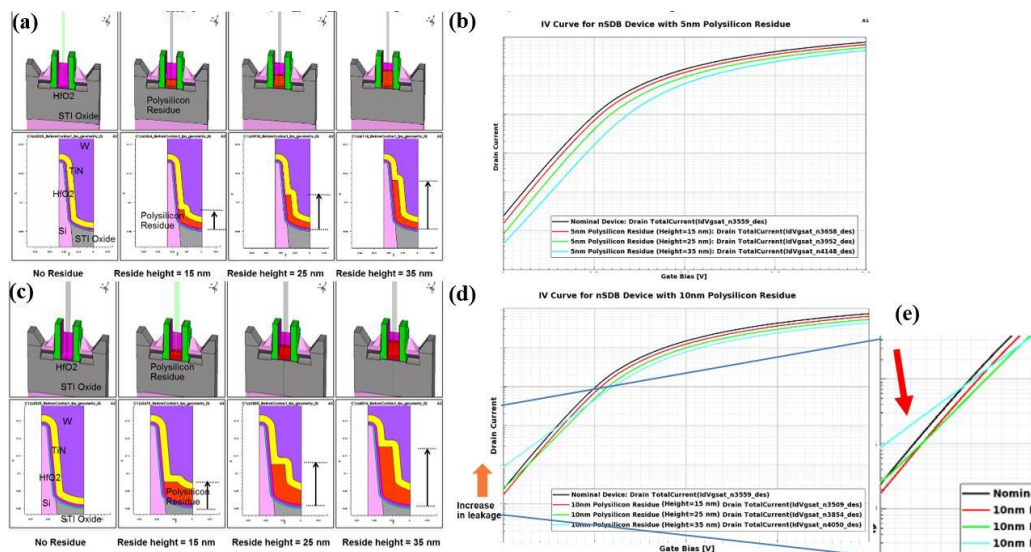 (a)
HfO2
STI Oxide
Polysilicon
Residue
W
TiN
HfO2
Si
STI Oxide
Polysilicon
Residue
No Residue
Reside height = 15 nm
Reside height = 25 nm
Reside height = 35 nm
(b)
IV Curve for nSDB Device with 5nm Polysilicon Residue
A1
Drain Current
Nominal Device: Drain TotalCurrent(IdVgsat_n3559_des)
5nm Polysilicon Residue (Height=15 nm): Drain TotalCurrent(IdVgsat_n3658_des)
5nm Polysilicon Residue (Height=25 nm): Drain TotalCurrent(IdVgsat_n3952_des)
5nm Polysilicon Residue (Height=35 nm): Drain TotalCurrent(IdVgsat_n4148_des)
Gate Bias [V]
(c)
HfO2
STI Oxide
Polysilicon
Residue
W
TiN
HfO2
Si
STI Oxide
Polysilicon
Residue
No Residue
Reside height = 15 nm
Reside height = 25 nm
Reside height = 35 nm
(d)
IV Curve for nSDB Device with 10nm Polysilicon Residue
Drain Current
Increase
in leakage
Nominal Device: Drain TotalCurrent(IdVgsat_n3559_des)
10nm Polysilicon Residue (Height=15 nm) Drain TotalCurrent(IdVgsat_n3509_des)
10nm Polysilicon Residue (Height=25 nm) Drain TotalCurrent(IdVgsat_n3854_des)
10nm Polysilicon Residue (Height=35 nm) Drain TotalCurrent(IdVgsat_n4050_des)
Gate Bias [V]
(e)
Nomin
10nm
10nm
10nm